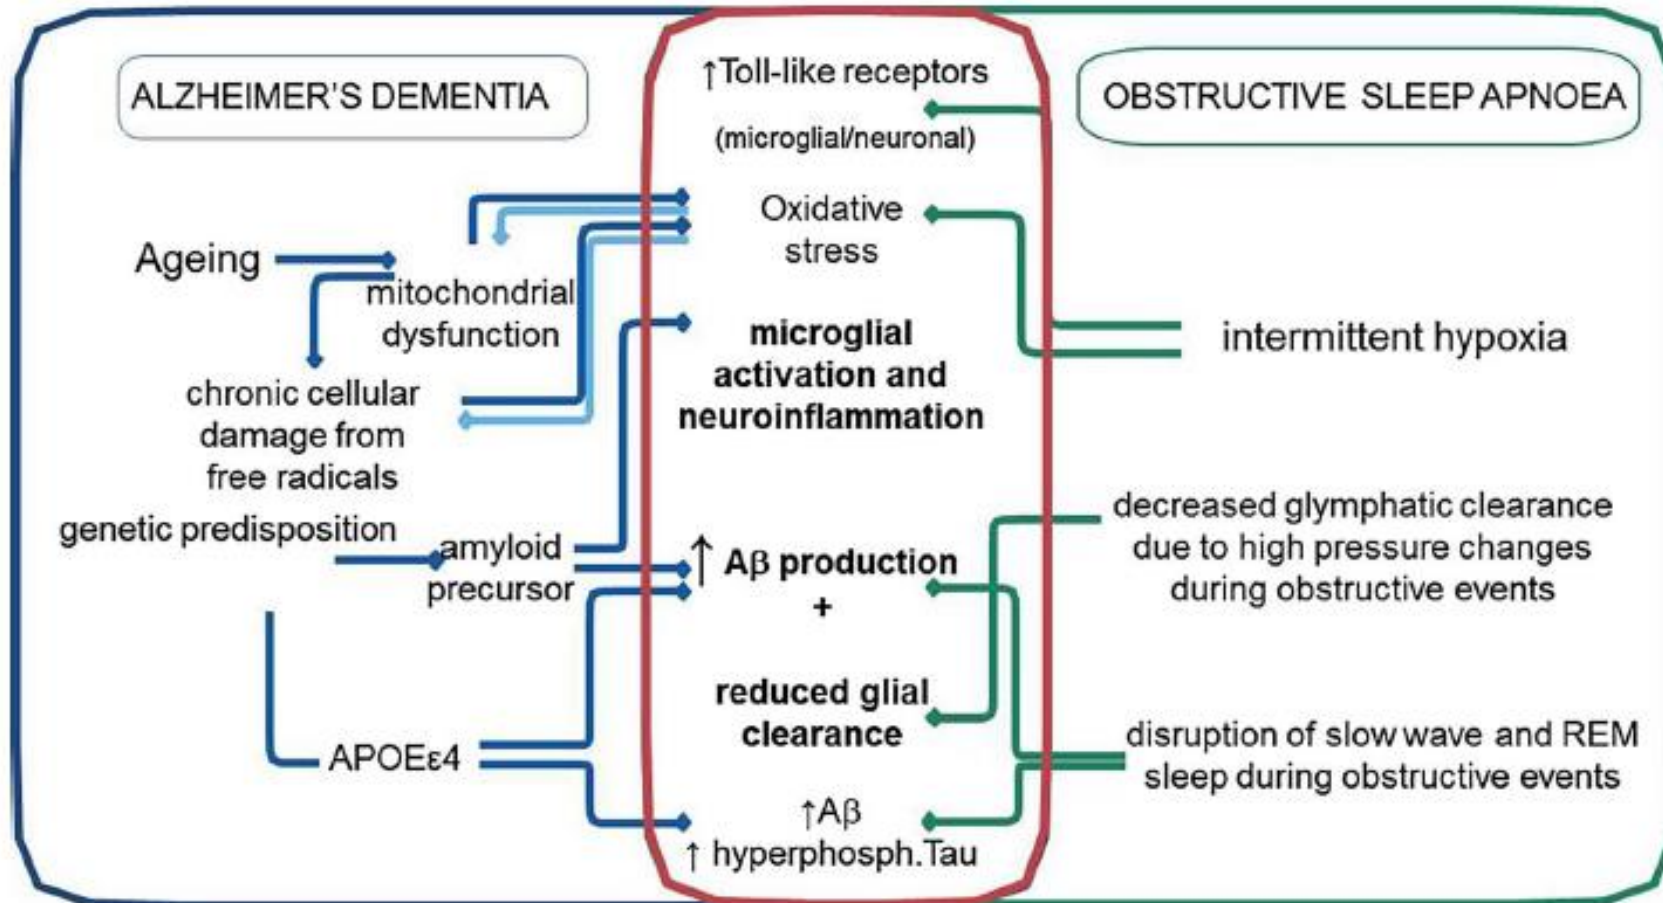 ALZHEIMER'S DEMENTIA
Ageing
mitochondrial
dysfunction
chronic cellular
damage from
free radicals
genetic predisposition
amyloid
precursor
APOEε4
↑Toll-like receptors
(microglial/neuronal)
Oxidative
stress
microglial
activation and
neuroinflammation
↑ Aβ production
+
reduced glial
clearance
↑Aβ
↑ hyperphosph.Tau
OBSTRUCTIVE SLEEP APNOEA
intermittent hypoxia
decreased glymphatic clearance
due to high pressure changes
during obstructive events
disruption of slow wave and REM
sleep during obstructive events